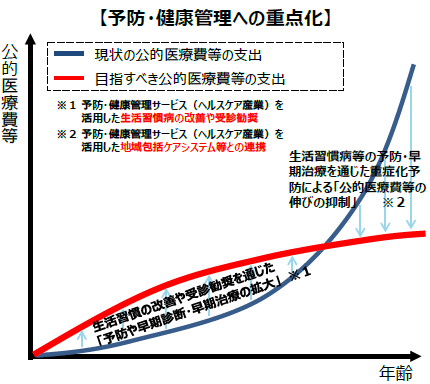 【予防・健康管理への重点化】
公的医療費等
現状の公的医療費等の支出
目指すべき公的医療費等の支出
※１ 予防・健康管理サービス（ヘルスケア産業）を
活用した生活習慣病の改善や受診勧奨
※２ 予防・健康管理サービス（ヘルスケア産業）を
活用した地域包括ケアシステム等との連携
生活習慣病等の予防・早
期治療を通じた重症化予
防による「公的医療費等の
伸びの抑制」 ※２
生活習慣の改善や受診勧奨を通じた
「予防や早期診断・早期治療の拡大」 ※１
年齢